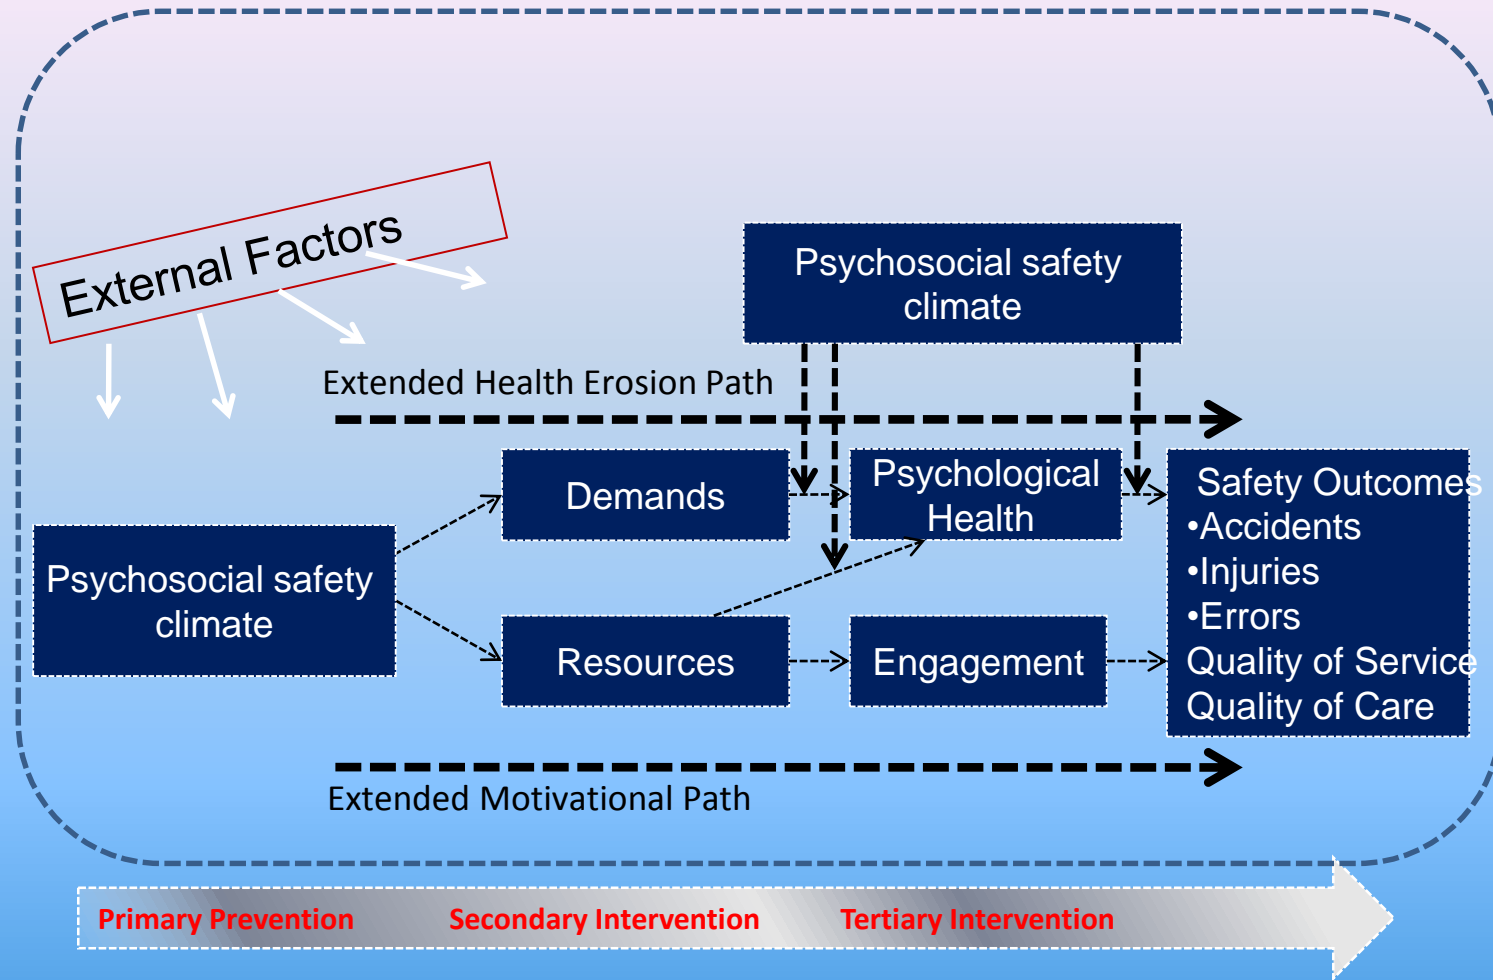 External Factors
Psychosocial safety
climate
Extended Health Erosion Path
Demands
Psychological
Health
Safety Outcomes
•Accidents
•Injuries
•Errors
Quality of Service
Quality of Care
Psychosocial safety
climate
Resources
Engagement
Extended Motivational Path
Primary Prevention
Secondary Intervention
Tertiary Intervention